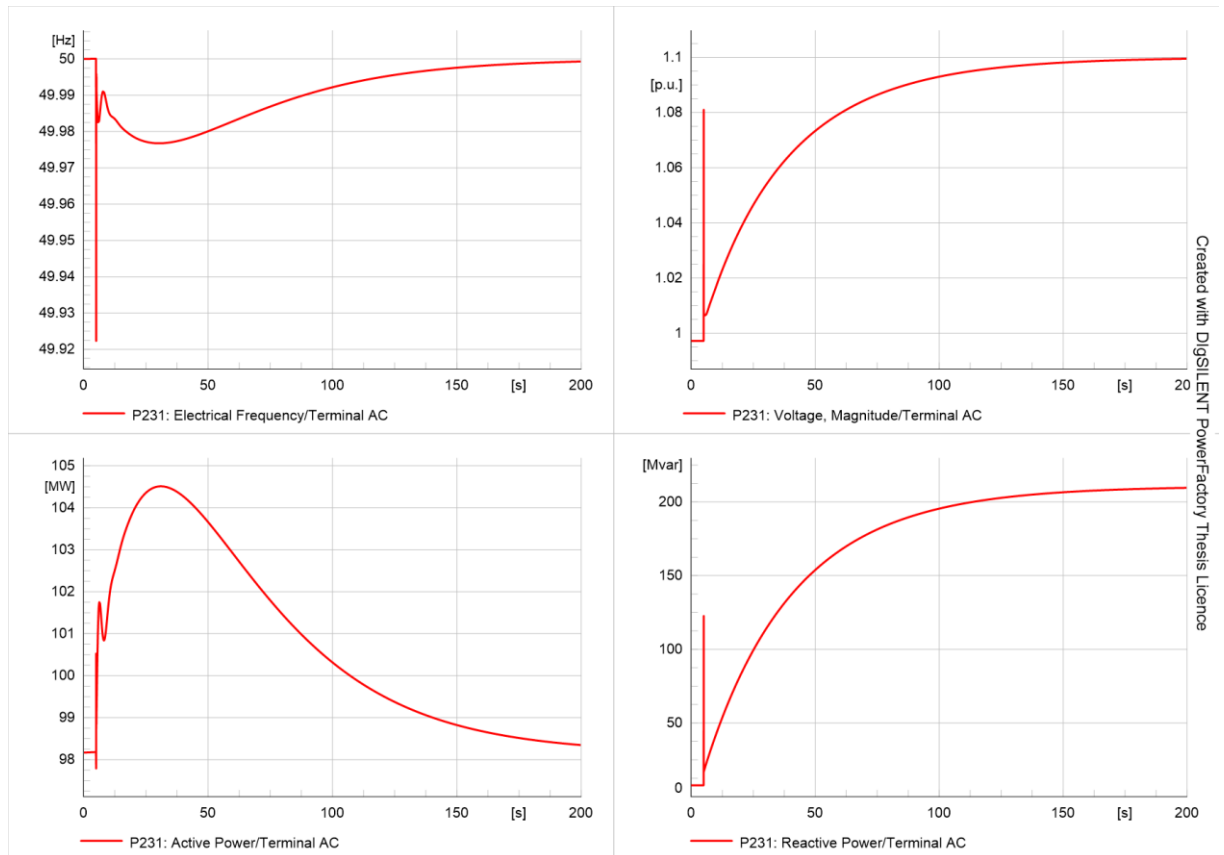 [Hz]
50
49.99
49.98
49.97
49.96
49.95
49.94
49.93
49.92
0 50 100 150 [s] 200
P231: Electrical Frequency/Terminal AC
1.1
[p.u.]
1.08
1.06
1.04
1.02
1
0 50 100 150 [s] 200
P231: Voltage, Magnitude/Terminal AC
105
[MW]
104
103
102
101
100
99
98
0 50 100 150 [s] 200
P231: Active Power/Terminal AC
[Mvar]
200
150
100
50
0
0 50 100 150 [s] 200
P231: Reactive Power/Terminal AC
Created with DIgSILENT PowerFactory Thesis Licence